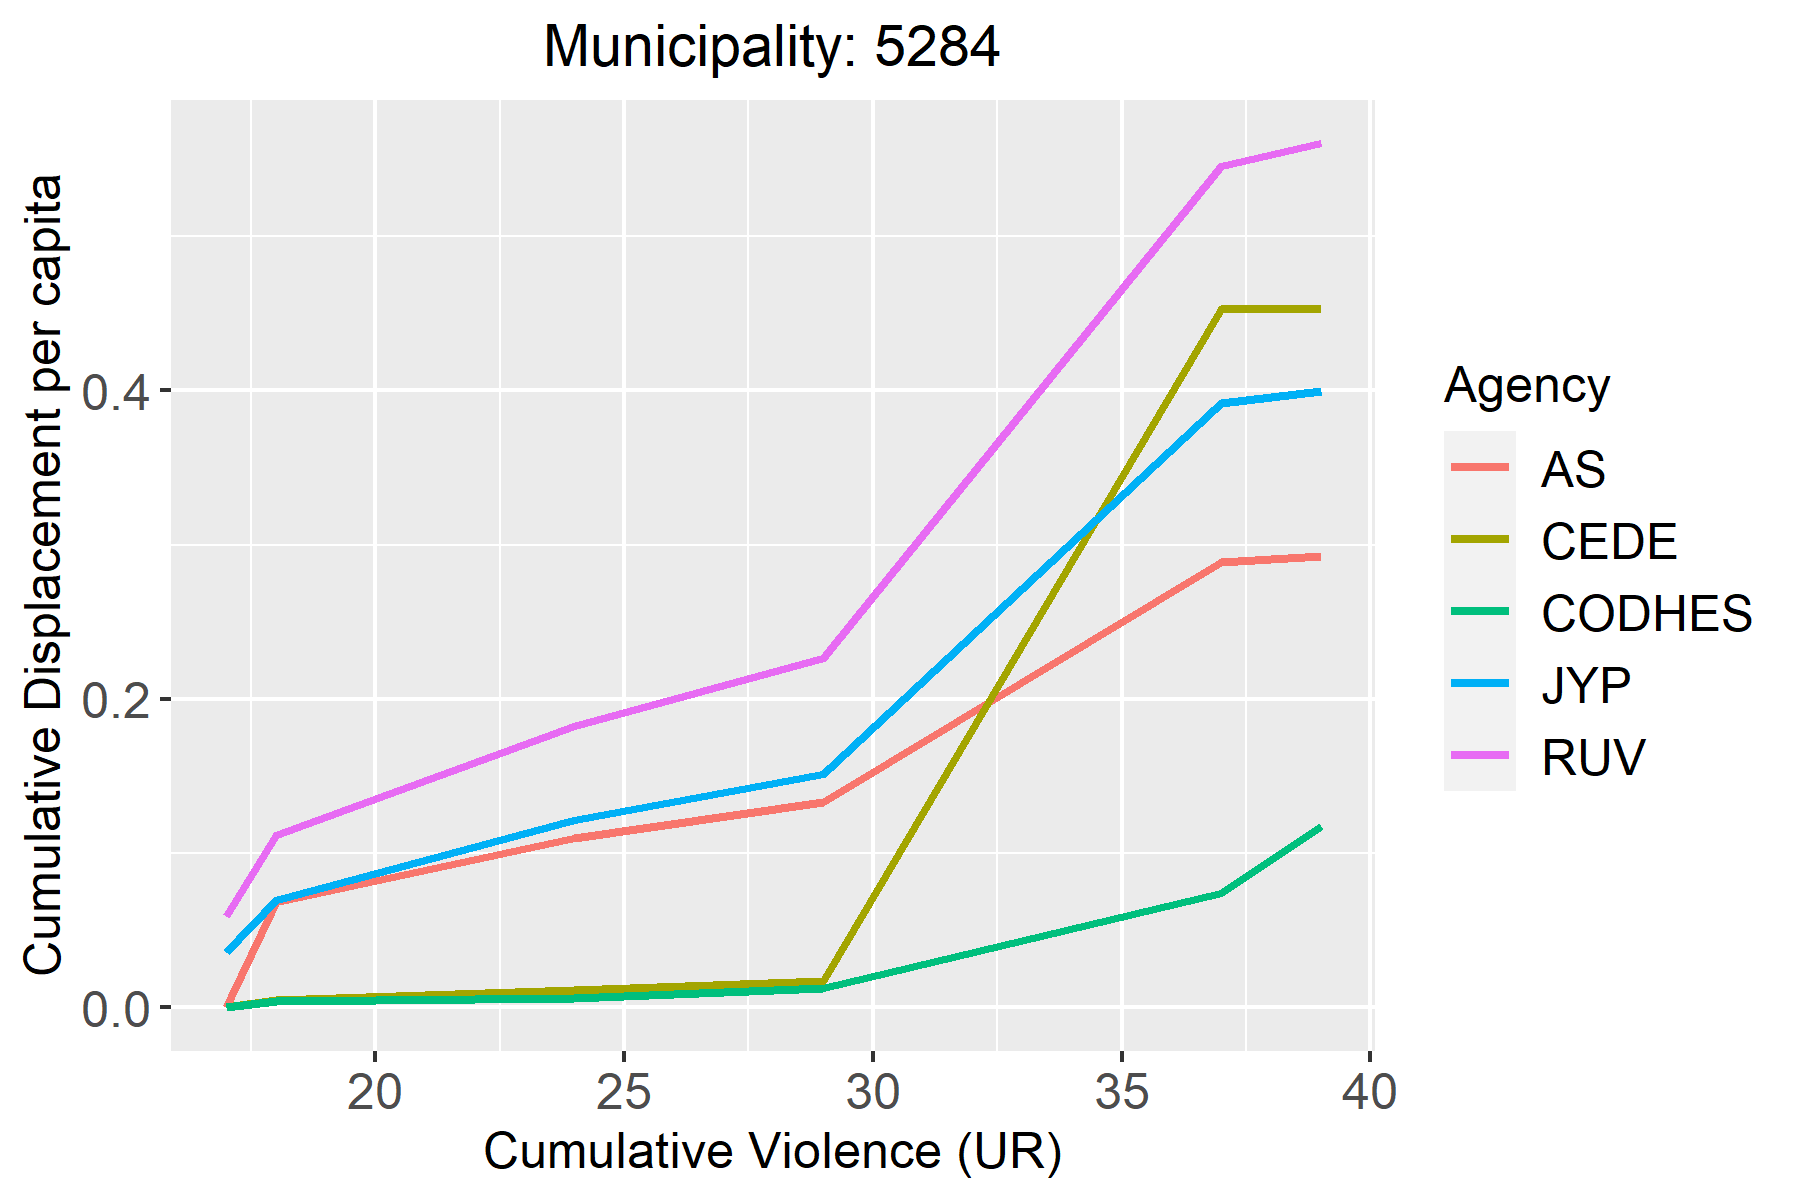 Municipality: 5284
Cumulative Displacement per capita
0.4
0.2
0.0
20 25 30 35 40
Cumulative Violence (UR)
Agency
AS
CEDE
CODHES
JYP
RUV